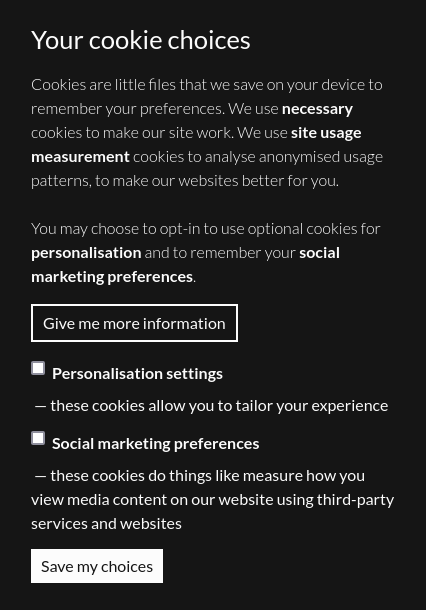 Your cookie choices
Cookies are little files that we save on your device to
remember your preferences. We use necessary
cookies to make our site work. We use site usage
measurement cookies to analyse anonymised usage
patterns, to make our websites better for you.
You may choose to opt-in to use optional cookies for
personalisation and to remember your social
marketing preferences.
Give me more information
Personalisation settings
— these cookies allow you to tailor your experience
Social marketing preferences
— these cookies do things like measure how you
view media content on our website using third-party
services and websites
Save my choices